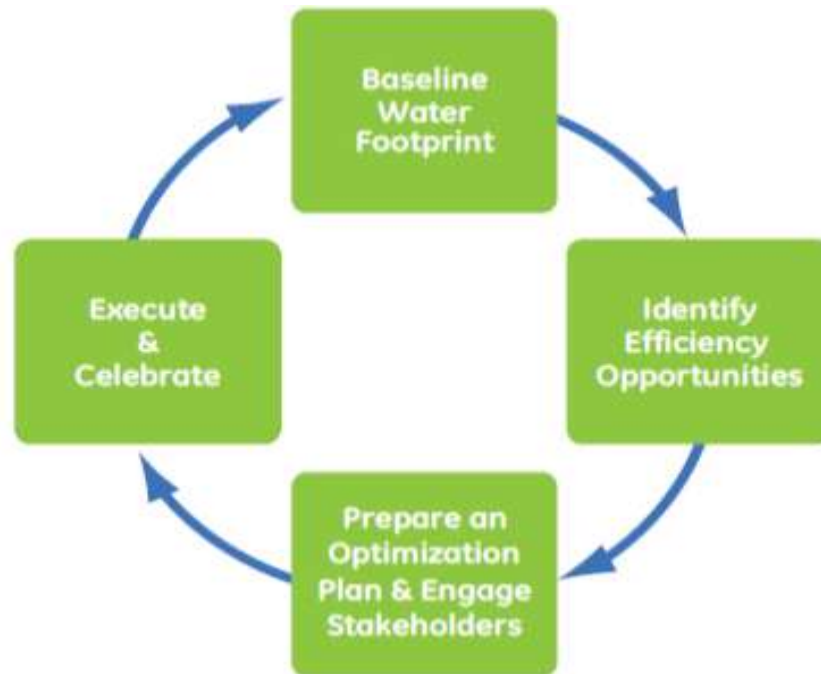 Baseline
Water
Footprint
Identify
Efficiency
Opportunities
Prepare an
Optimization
Plan & Engage
Stakeholders
Execute
&
Celebrate